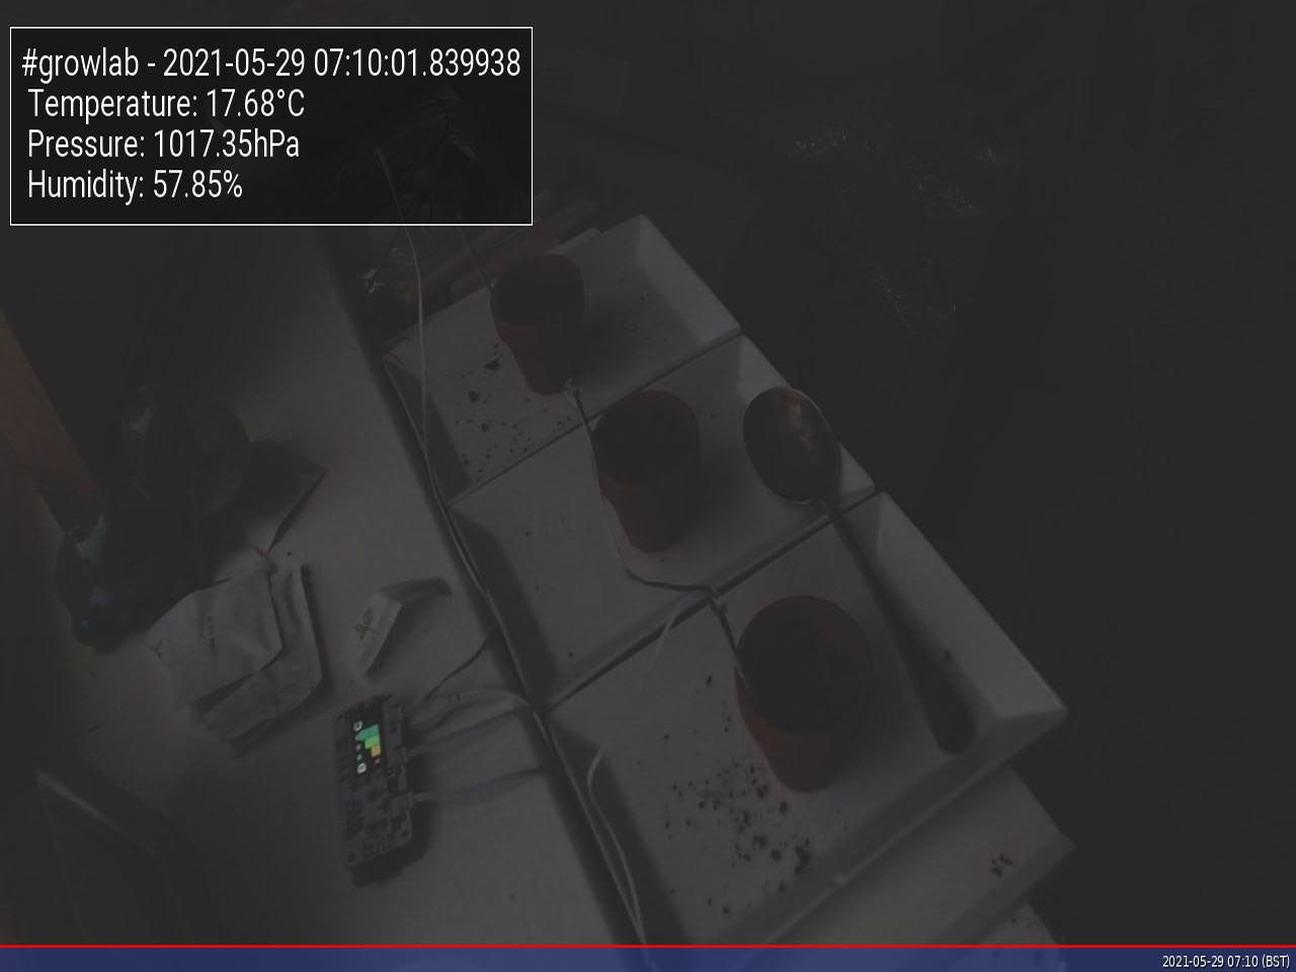 #growlab - 2021-05-29 07:10:01.839938
Temperature: 17.68°C
Pressure: 1017.35hPa
Humidity: 57.85%
2021-05-29 07:10 (BST)